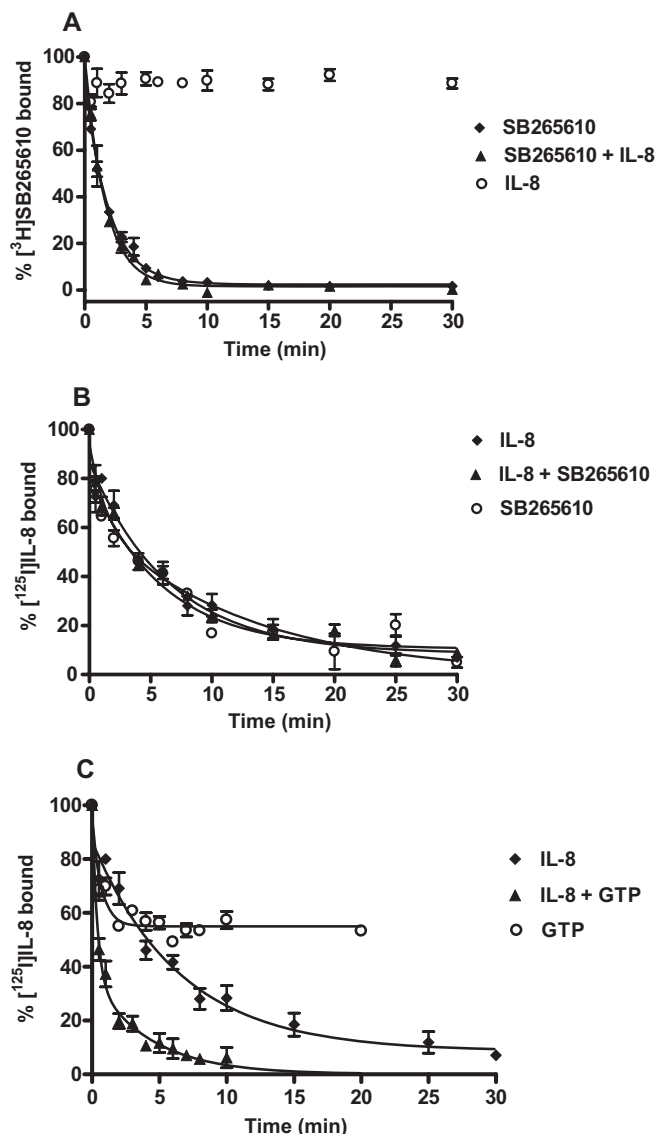 A
% [³H]SB265610 bound
100
80
60
40
20
0
0 5 10 15 20 25 30
Time (min)
SB265610
SB265610 + IL-8
IL-8
B
% [¹²⁵I]IL-8 bound
100
80
60
40
20
0
0 5 10 15 20 25 30
Time (min)
IL-8
IL-8 + SB265610
SB265610
C
% [¹²⁵I]IL-8 bound
100
80
60
40
20
0
0 5 10 15 20 25 30
Time (min)
IL-8
IL-8 + GTP
GTP